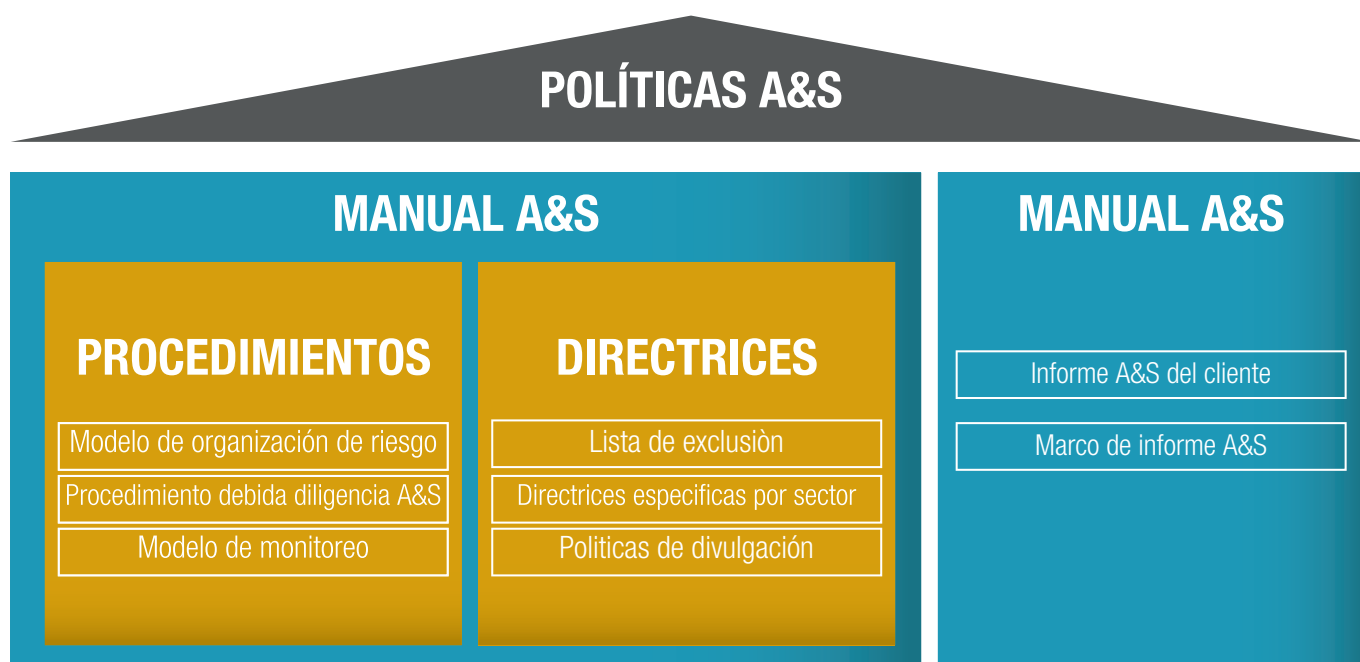 POLÍTICAS A&S
MANUAL A&S
PROCEDIMIENTOS
Modelo de organización de riesgo
Procedimiento debida diligencia A&S
Modelo de monitoreo
DIRECTRICES
Lista de exclusiòn
Directrices especificas por sector
Politicas de divulgación
MANUAL A&S
Informe A&S del cliente
Marco de informe A&S